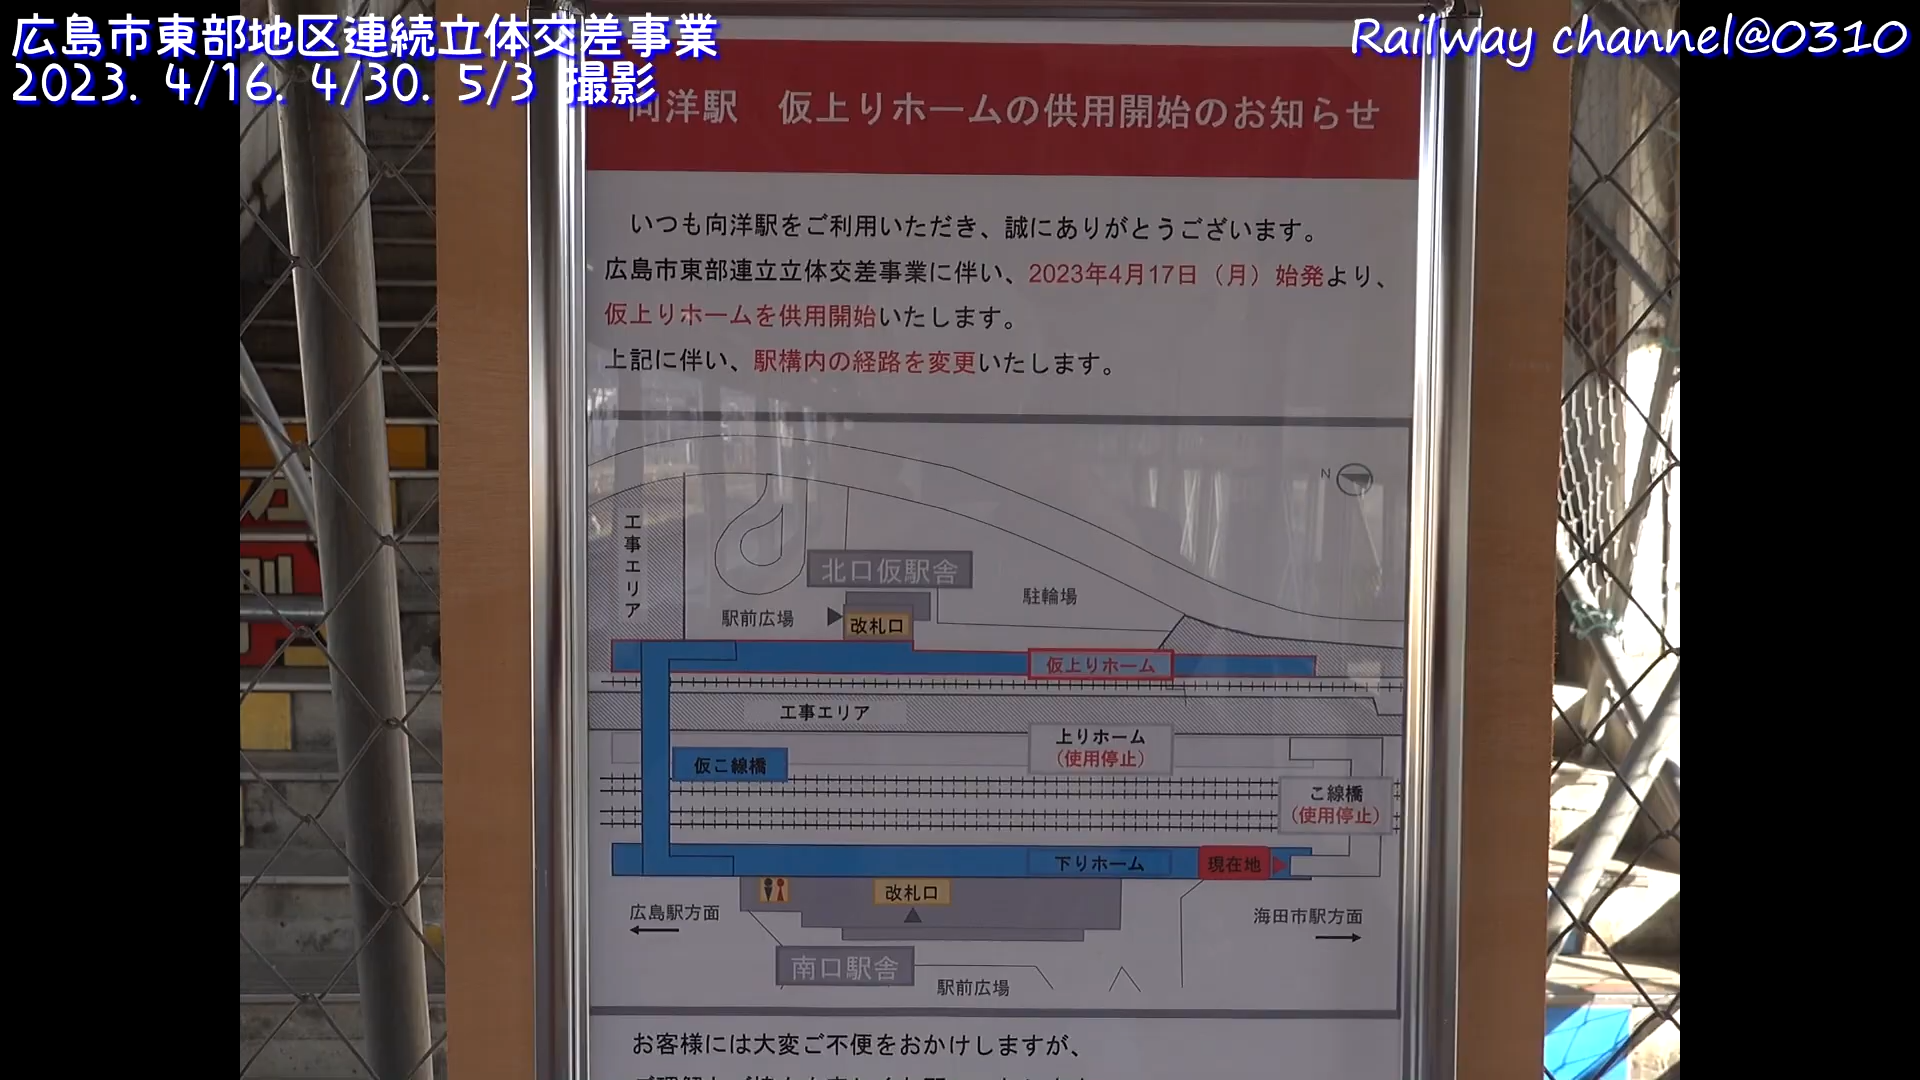 広島市東部地区連続立体交差事業
2023. 4/16. 4/30. 5/3 撮影
Railway channel@0310
向洋駅　仮上りホームの供用開始のお知らせ
いつも向洋駅をご利用いただき、誠にありがとうございます。
広島市東部連立立体交差事業に伴い、2023年4月17日（月）始発より、
仮上りホームを供用開始いたします。
上記に伴い、駅構内の経路を変更いたします。
N
工事エリア
北口仮駅舎
駐輪場
駅前広場
改札口
仮上りホーム
工事エリア
上りホーム
（使用停止）
仮こ線橋
こ線橋
（使用停止）
下りホーム
現在地
改札口
広島駅方面
海田市駅方面
南口駅舎
駅前広場
お客様には大変ご不便をおかけしますが、